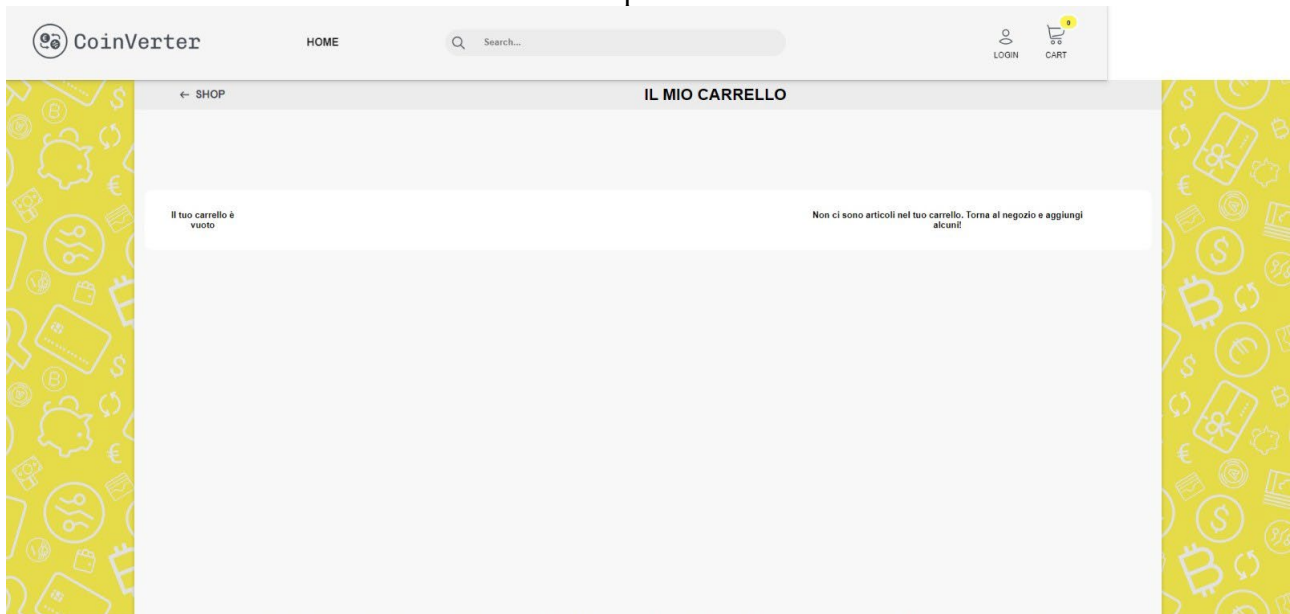 CoinVerter
HOME
Search...
0
LOGIN
CART
← SHOP
IL MIO CARRELLO
Il tuo carrello è
vuoto
Non ci sono articoli nel tuo carrello. Torna al negozio e aggiungi
alcuni!